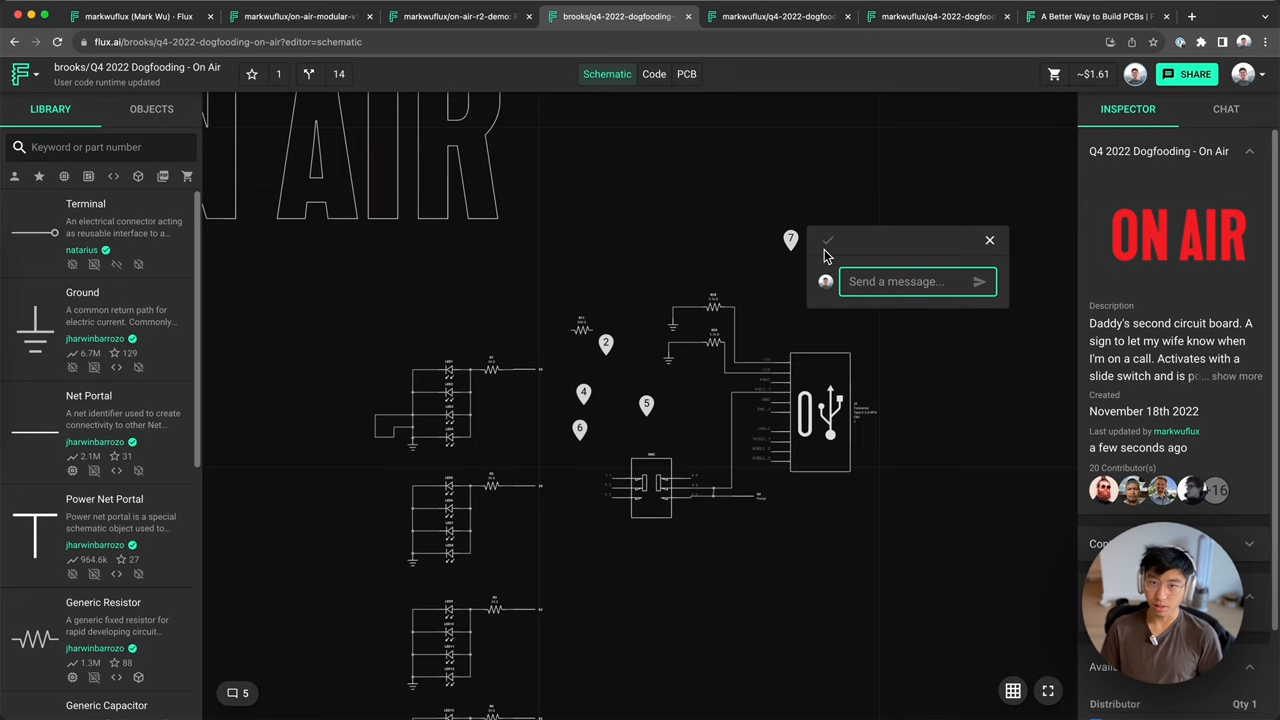 markwuflux (Mark Wu) • Flux
markwuflux/on-air-modular-v1
markwuflux/on-air-r2-demo: R
brooks/q4-2022-dogfooding-
markwuflux/q4-2022-dogfoodi
markwuflux/q4-2022-dogfoodi
A Better Way to Build PCBs | F
flux.ai/brooks/q4-2022-dogfooding-on-air?editor=schematic
brooks/Q4 2022 Dogfooding - On Air
User code runtime updated
1
14
Schematic
Code
PCB
~$1.61
SHARE
LIBRARY
OBJECTS
INSPECTOR
CHAT
Keyword or part number
Terminal
An electrical connector acting
as reusable interface to a
natarius
Ground
A common return path for
electric current. Commonly
jharwinbarrozo
6.7M
129
Net Portal
A net identifier used to create
connectivity to other Net
jharwinbarrozo
2.1M
31
Power Net Portal
Power net portal is a special
schematic object used to
jharwinbarrozo
964.6k
27
Generic Resistor
A generic fixed resistor for
rapid developing circuit
jharwinbarrozo
1.3M
88
Generic Capacitor
N AIR
7
Send a message...
2
4
5
6
5
Q4 2022 Dogfooding - On Air
ON AIR
Description
Daddy's second circuit board. A
sign to let my wife know when
I'm on a call. Activates with a
slide switch and is pc... show more
Created
November 18th 2022
Last updated by markwuflux
a few seconds ago
20 Contributor(s)
+16
Distributor
Qty 1